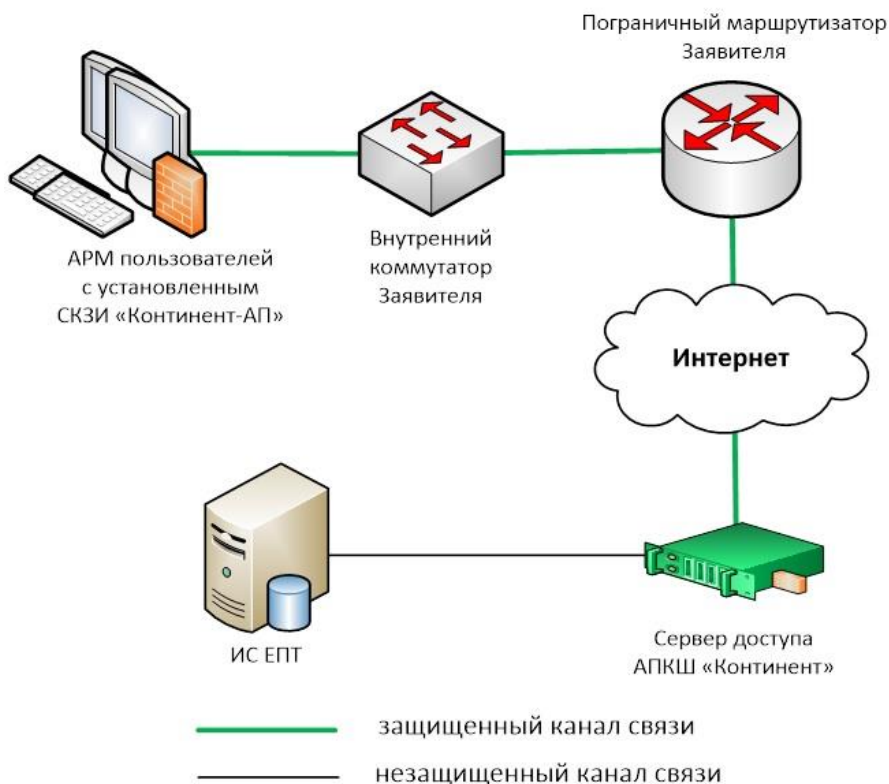 Пограничный маршрутизатор
Заявителя
АРМ пользователей
с установленным
СКЗИ «Континент-АП»
Внутренний
коммутатор
Заявителя
Интернет
ИС ЕПТ
Сервер доступа
АПКШ «Континент»
защищенный канал связи
незащищенный канал связи